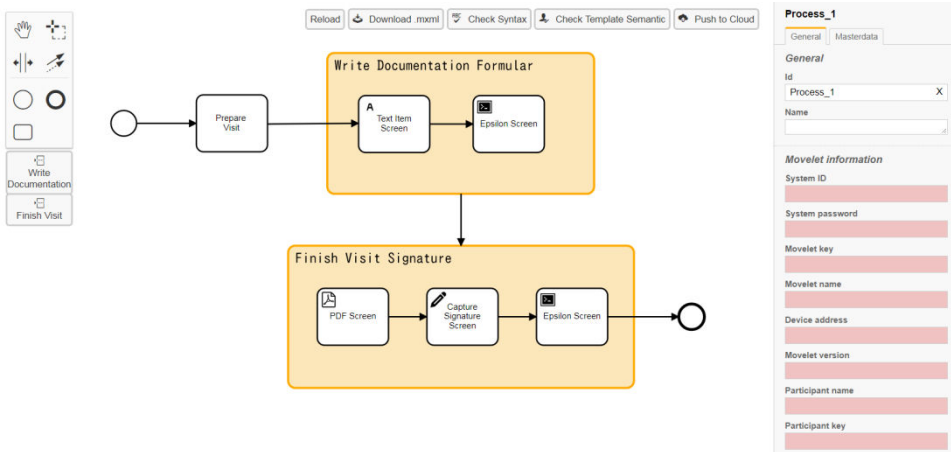 Reload
Download .mxml
Check Syntax
Check Template Semantic
Push to Cloud
Write
Documentation
Finish Visit
Prepare
Visit
Write Documentation Formular
A
Text Item
Screen
Epsilon Screen
Finish Visit Signature
PDF Screen
Capture
Signature
Screen
Epsilon Screen
Process_1
General
Masterdata
General
Id
Process_1 X
Name
Movelet information
System ID
System password
Movelet key
Movelet name
Device address
Movelet version
Participant name
Participant key